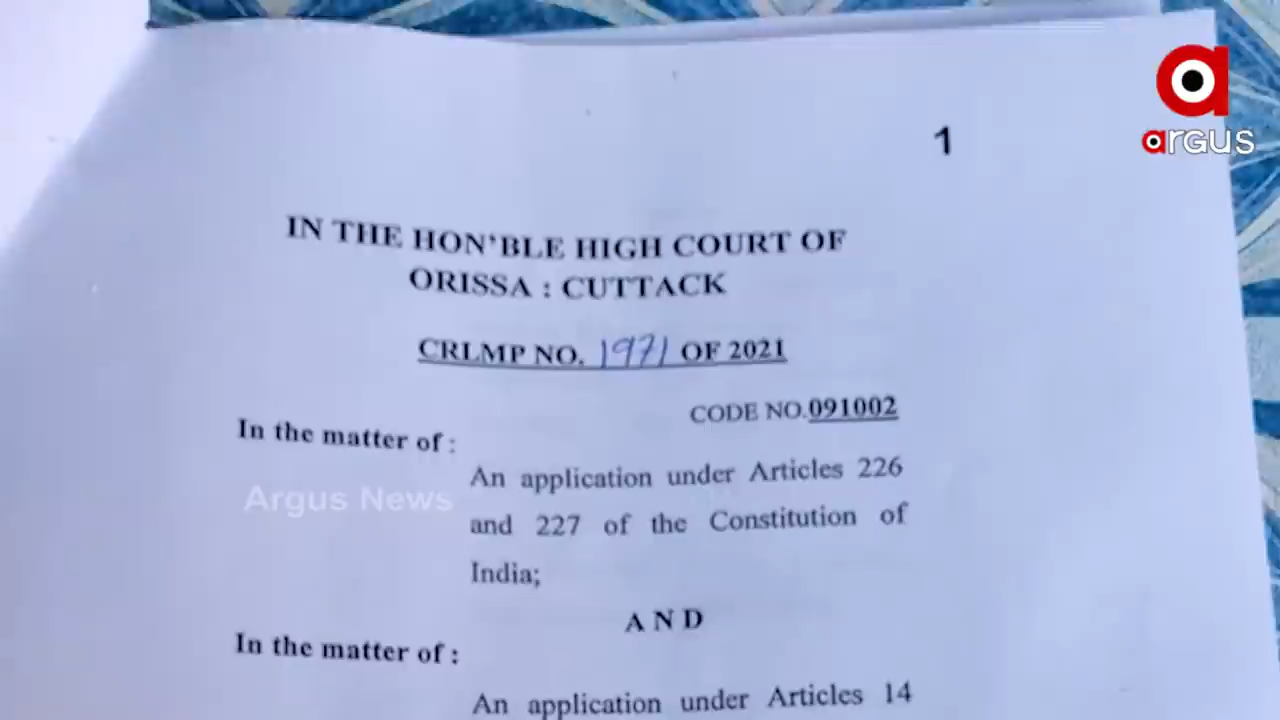 argus
1
IN THE HON'BLE HIGH COURT OF
ORISSA : CUTTACK
CRLMP NO. 1971 OF 2021
CODE NO.091002
In the matter of :
An application under Articles 226
Argus News
and 227 of the Constitution of
India;
A N D
In the matter of :
An application under Articles 14